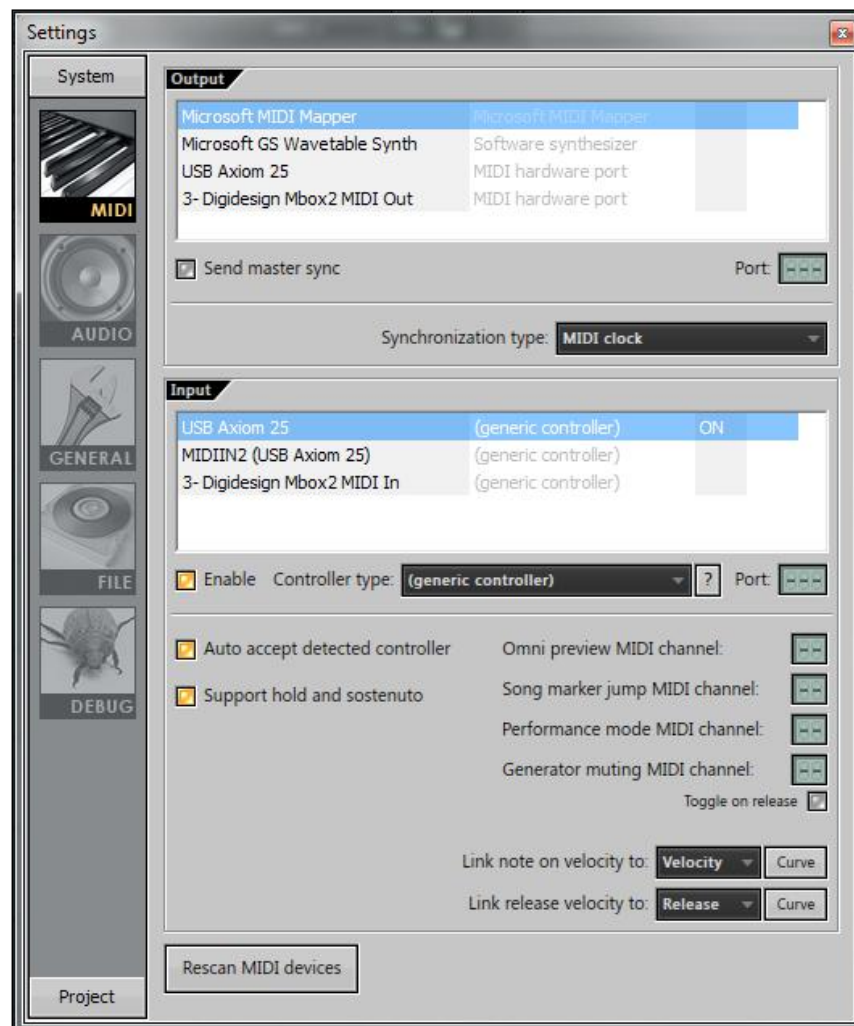 Settings
System
MIDI
AUDIO
GENERAL
FILE
DEBUG
Project
Output
Microsoft MIDI Mapper Microsoft MIDI Mapper
Microsoft GS Wavetable Synth Software synthesizer
USB Axiom 25 MIDI hardware port
3- Digidesign Mbox2 MIDI Out MIDI hardware port
Send master sync Port: ---
Synchronization type: MIDI clock
Input
USB Axiom 25 (generic controller) ON
MIDIIN2 (USB Axiom 25) (generic controller)
3- Digidesign Mbox2 MIDI In (generic controller)
Enable Controller type: (generic controller) ? Port: ---
Auto accept detected controller Omni preview MIDI channel: --
Support hold and sostenuto Song marker jump MIDI channel: --
Performance mode MIDI channel: --
Generator muting MIDI channel: --
Toggle on release
Link note on velocity to: Velocity Curve
Link release velocity to: Release Curve
Rescan MIDI devices